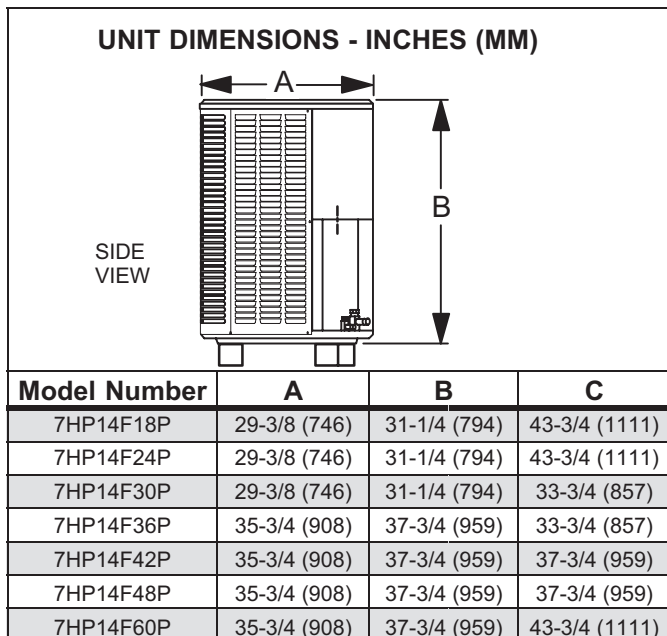 UNIT DIMENSIONS - INCHES (MM)
A
B
SIDE
VIEW
Model Number A B C
7HP14F18P 29-3/8 (746) 31-1/4 (794) 43-3/4 (1111)
7HP14F24P 29-3/8 (746) 31-1/4 (794) 43-3/4 (1111)
7HP14F30P 29-3/8 (746) 31-1/4 (794) 33-3/4 (857)
7HP14F36P 35-3/4 (908) 37-3/4 (959) 33-3/4 (857)
7HP14F42P 35-3/4 (908) 37-3/4 (959) 37-3/4 (959)
7HP14F48P 35-3/4 (908) 37-3/4 (959) 37-3/4 (959)
7HP14F60P 35-3/4 (908) 37-3/4 (959) 43-3/4 (1111)